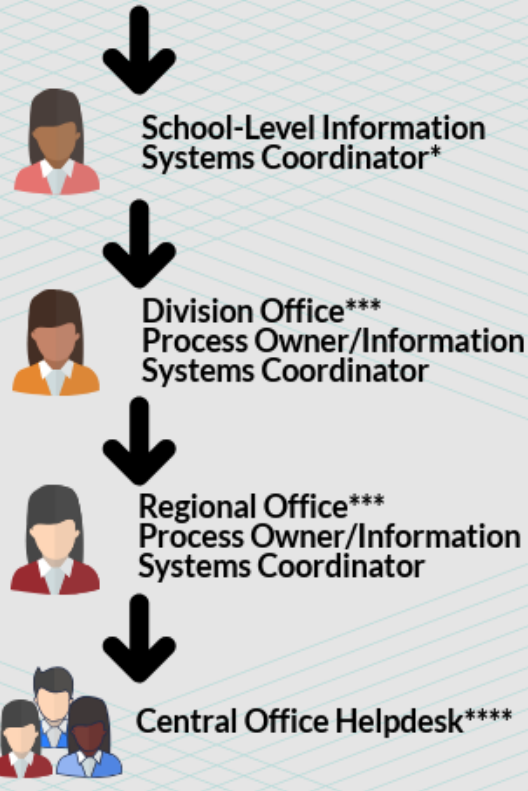 School-Level Information
Systems Coordinator*
Division Office***
Process Owner/Information
Systems Coordinator
Regional Office***
Process Owner/Information
Systems Coordinator
Central Office Helpdesk****